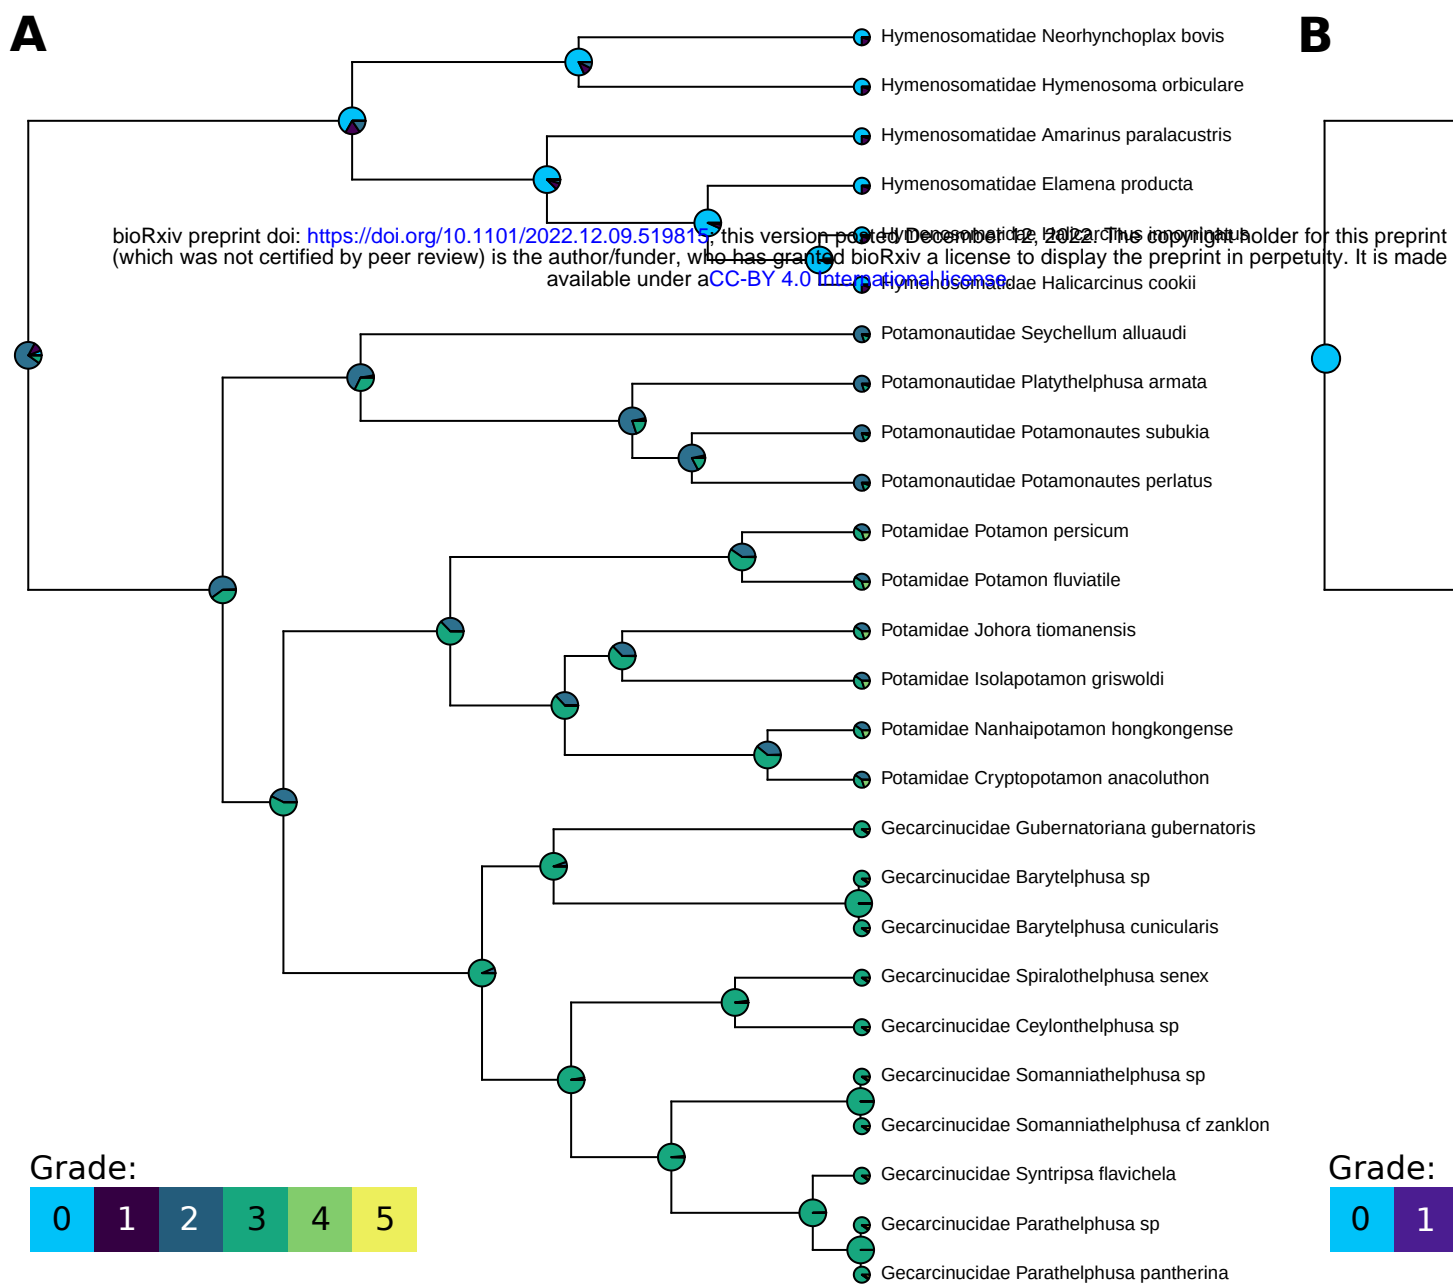 A
B
Hymenosomatidae Neorhynchoplax bovis
Hymenosomatidae Hymenosoma orbiculare
Hymenosomatidae Amarinus paralacustris
Hymenosomatidae Elamena producta
Hymenosomatidae Halicarcinus innominatus
bioRxiv preprint doi: https://doi.org/10.1101/2022.12.09.519815; this version posted December 12, 2022. The copyright holder for this preprint
(which was not certified by peer review) is the author/funder, who has granted bioRxiv a license to display the preprint in perpetuity. It is made
available under aCC-BY 4.0 International license.
Hymenosomatidae Halicarcinus cookii
Potamonautidae Seychellum alluaudi
Potamonautidae Platythelphusa armata
Potamonautidae Potamonautes subukia
Potamonautidae Potamonautes perlatus
Potamidae Potamon persicum
Potamidae Potamon fluviatile
Potamidae Johora tiomanensis
Potamidae Isolapotamon griswoldi
Potamidae Nanhaipotamon hongkongense
Potamidae Cryptopotamon anacoluthon
Gecarcinucidae Gubernatoriana gubernatoris
Gecarcinucidae Barytelphusa sp
Gecarcinucidae Barytelphusa cunicularis
Gecarcinucidae Spiralothelphusa senex
Gecarcinucidae Ceylonthelphusa sp
Gecarcinucidae Somanniathelphusa sp
Gecarcinucidae Somanniathelphusa cf zanklon
Gecarcinucidae Syntripsa flavichela
Gecarcinucidae Parathelphusa sp
Gecarcinucidae Parathelphusa pantherina
Grade:
0 1 2 3 4 5
Grade:
0 1